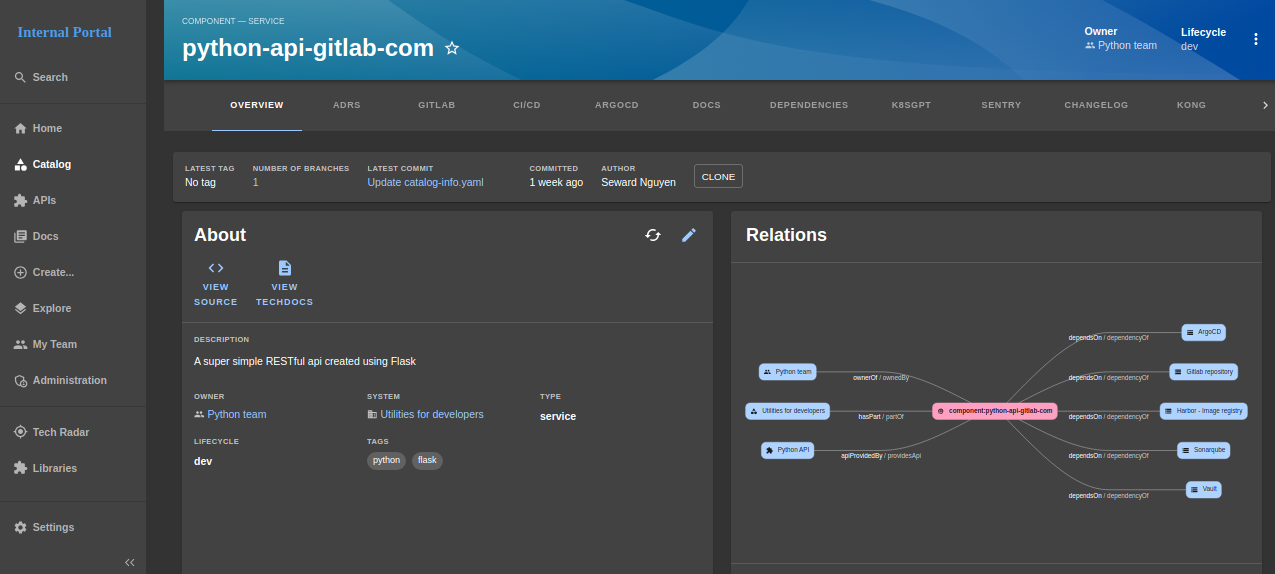 Internal Portal
Search
Home
Catalog
APIs
Docs
Create...
Explore
My Team
Administration
Tech Radar
Libraries
Settings
COMPONENT — SERVICE
python-api-gitlab-com
Owner
Python team
Lifecycle
dev
OVERVIEW ADRS GITLAB CI/CD ARGOCD DOCS DEPENDENCIES K8SGPT SENTRY CHANGELOG KONG
LATEST TAG
No tag
NUMBER OF BRANCHES
1
LATEST COMMIT
Update catalog-info.yaml
COMMITTED
1 week ago
AUTHOR
Seward Nguyen
CLONE
About
VIEW
SOURCE
VIEW
TECHDOCS
DESCRIPTION
A super simple RESTful api created using Flask
OWNER
Python team
SYSTEM
Utilities for developers
TYPE
service
LIFECYCLE
dev
TAGS
python flask
Relations
Python team
Utilities for developers
Python API
ownerOf / ownedBy
hasPart / partOf
apiProvidedBy / providesApi
component:python-api-gitlab-com
dependsOn / dependencyOf
dependsOn / dependencyOf
dependsOn / dependencyOf
dependsOn / dependencyOf
dependsOn / dependencyOf
ArgoCD
Gitlab repository
Harbor - Image registry
Sonarqube
Vault